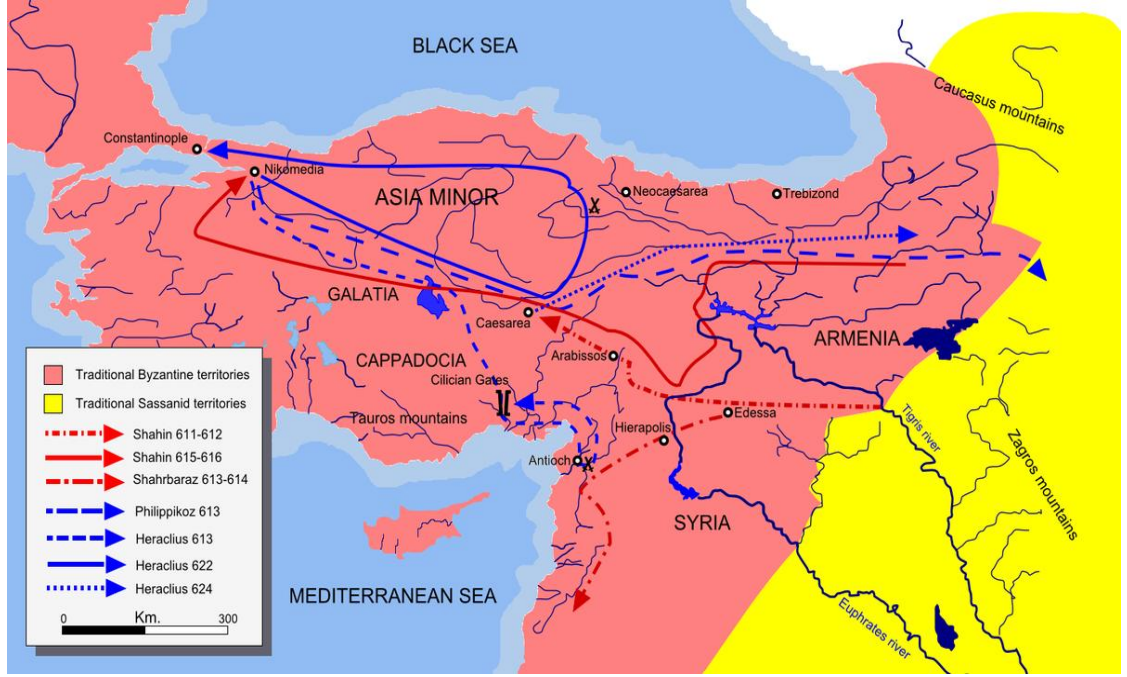 BLACK SEA
Caucasus mountains
Constantinople
Nikomedia
ASIA MINOR
Neocaesarea
Trebizond
GALATIA
Caesarea
ARMENIA
CAPPADOCIA
Arabissos
Cilician Gates
Tauros mountains
Edessa
Hierapolis
Tigris river
Zagros mountains
Antioch
SYRIA
MEDITERRANEAN SEA
Euphrates river
Traditional Byzantine territories
Traditional Sassanid territories
Shahin 611-612
Shahin 615-616
Shahrbaraz 613-614
Philippikoz 613
Heraclius 613
Heraclius 622
Heraclius 624
0 Km. 300